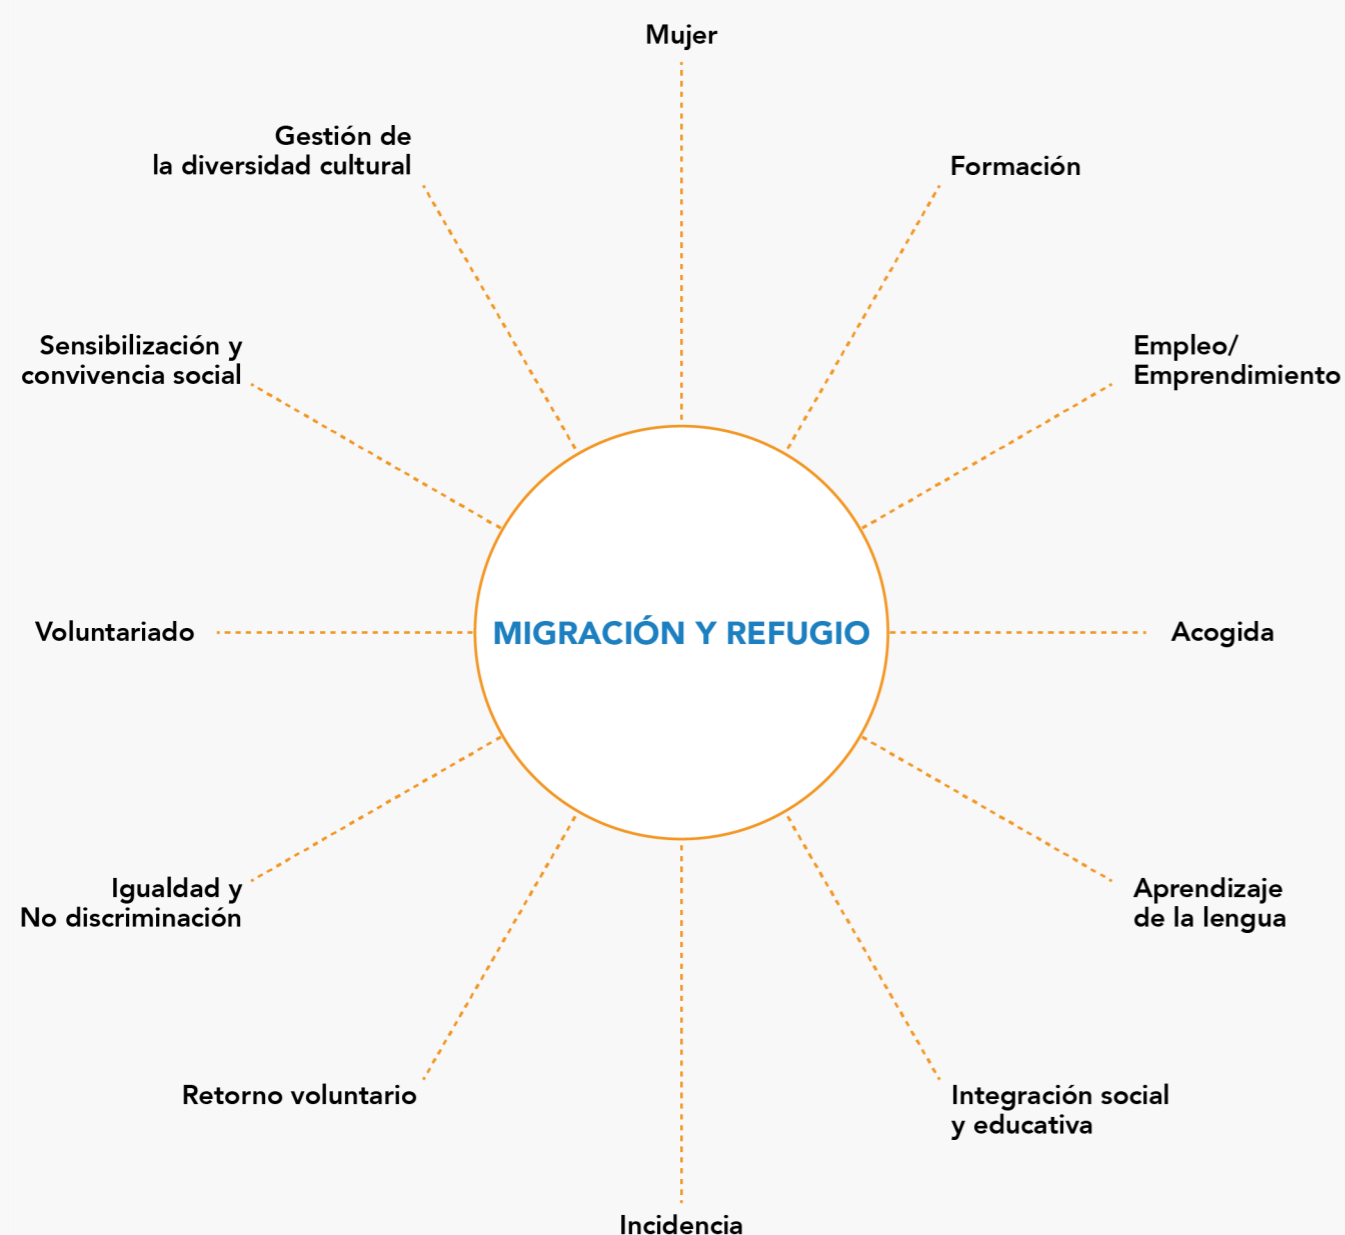 Mujer
Gestión de
la diversidad cultural
Formación
Sensibilización y
convivencia social
Empleo/
Emprendimiento
Voluntariado
MIGRACIÓN Y REFUGIO
Acogida
Igualdad y
No discriminación
Aprendizaje
de la lengua
Retorno voluntario
Integración social
y educativa
Incidencia